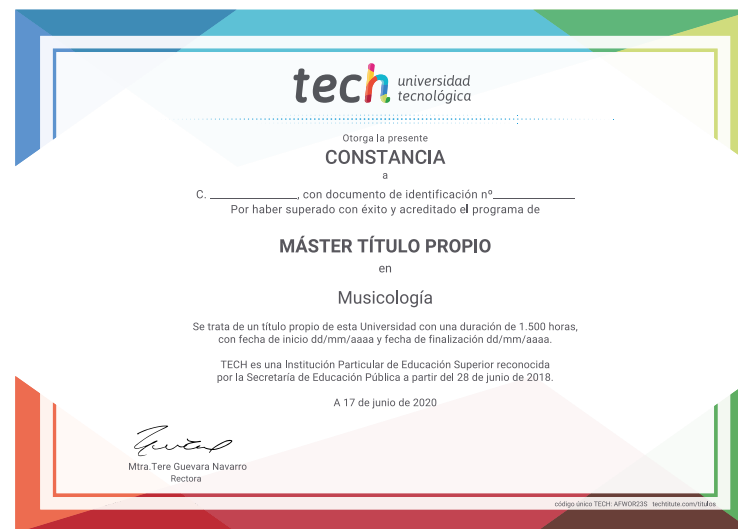 tech universidad
tecnológica
Otorga la presente
CONSTANCIA
a
C. ________________, con documento de identificación nº_______________
Por haber superado con éxito y acreditado el programa de
MÁSTER TÍTULO PROPIO
en
Musicología
Se trata de un título propio de esta Universidad con una duración de 1.500 horas,
con fecha de inicio dd/mm/aaaa y fecha de finalización dd/mm/aaaa.
TECH es una Institución Particular de Educación Superior reconocida
por la Secretaría de Educación Pública a partir del 28 de junio de 2018.
A 17 de junio de 2020
Mtra.Tere Guevara Navarro
Rectora
código único TECH: AFWOR23S techtitute.com/títulos